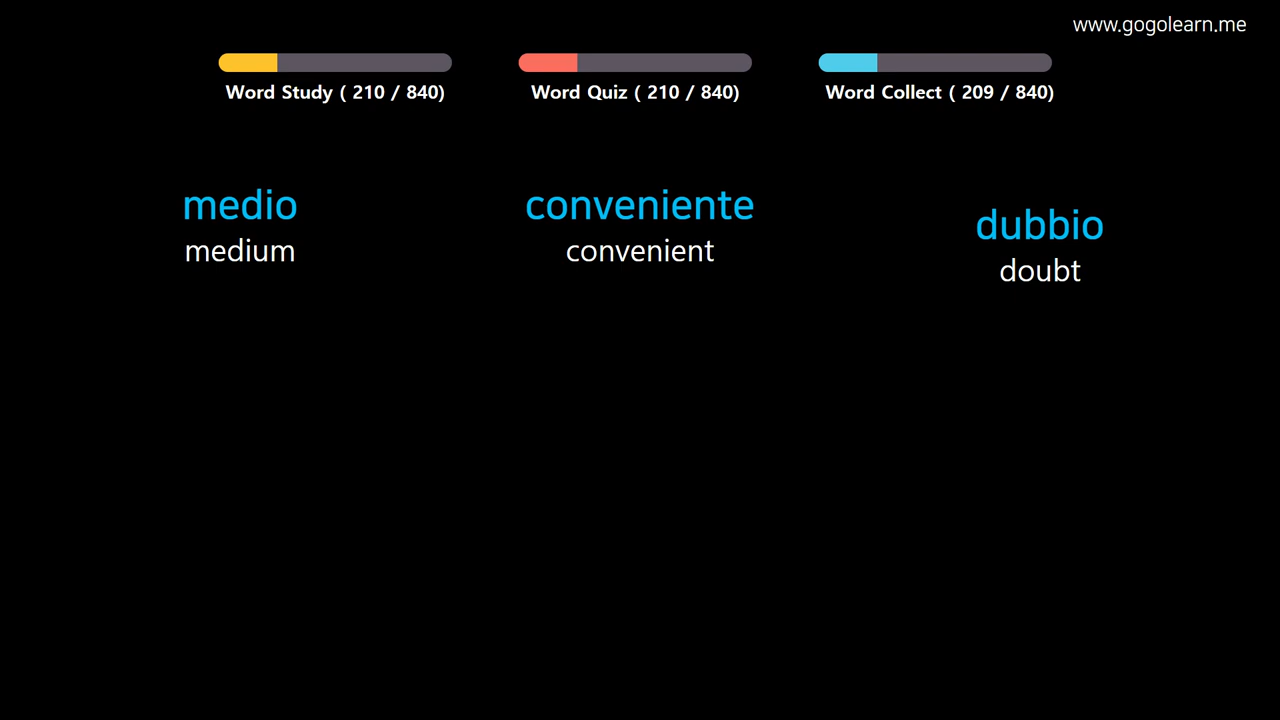 www.gogolearn.me
Word Study ( 210 / 840)
Word Quiz ( 210 / 840)
Word Collect ( 209 / 840)
medio
medium
conveniente
convenient
dubbio
doubt